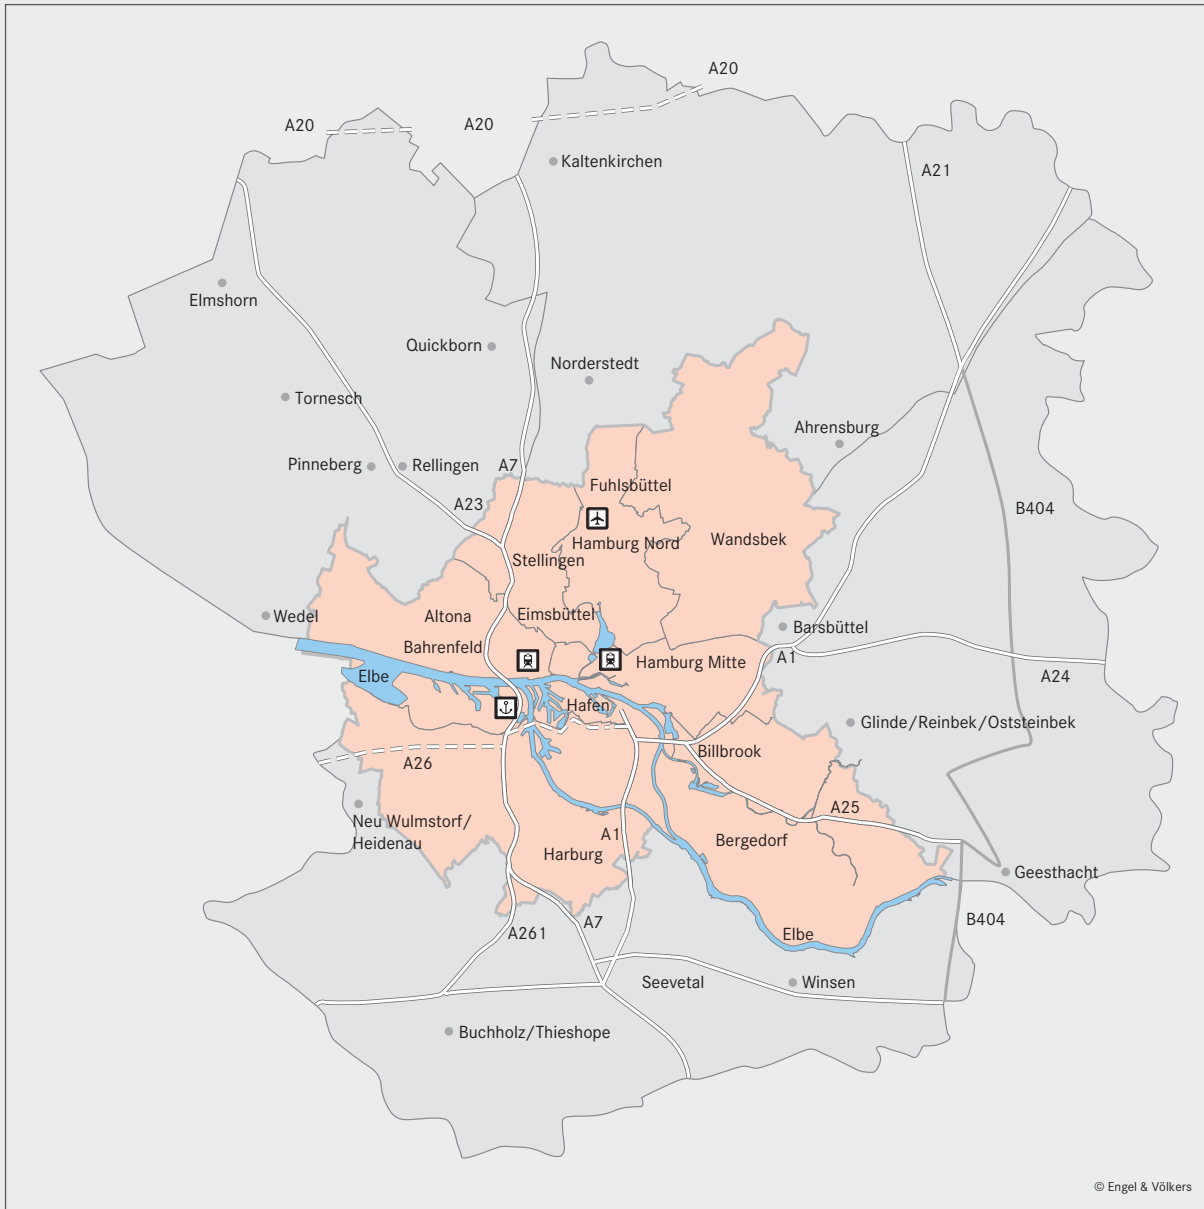 A20
A20
A20
Kaltenkirchen
A21
Elmshorn
Quickborn
Norderstedt
Tornesch
Ahrensburg
Pinneberg
Rellingen
A7
Fuhlsbüttel
A23
B404
Hamburg Nord
Wandsbek
Stellingen
Wedel
Altona
Eimsbüttel
Barsbüttel
Bahrenfeld
Hamburg Mitte
A1
Elbe
A24
Hafen
Glinde/Reinbek/Oststeinbek
Billbrook
A26
A25
Neu Wulmstorf/
Heidenau
A1
Bergedorf
Harburg
Geesthacht
B404
A7
A261
Elbe
Seevetal
Winsen
Buchholz/Thieshope
© Engel & Völkers